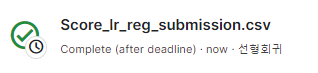 Score_lr_reg_submission.csv
Complete (after deadline) · now · 선형회귀